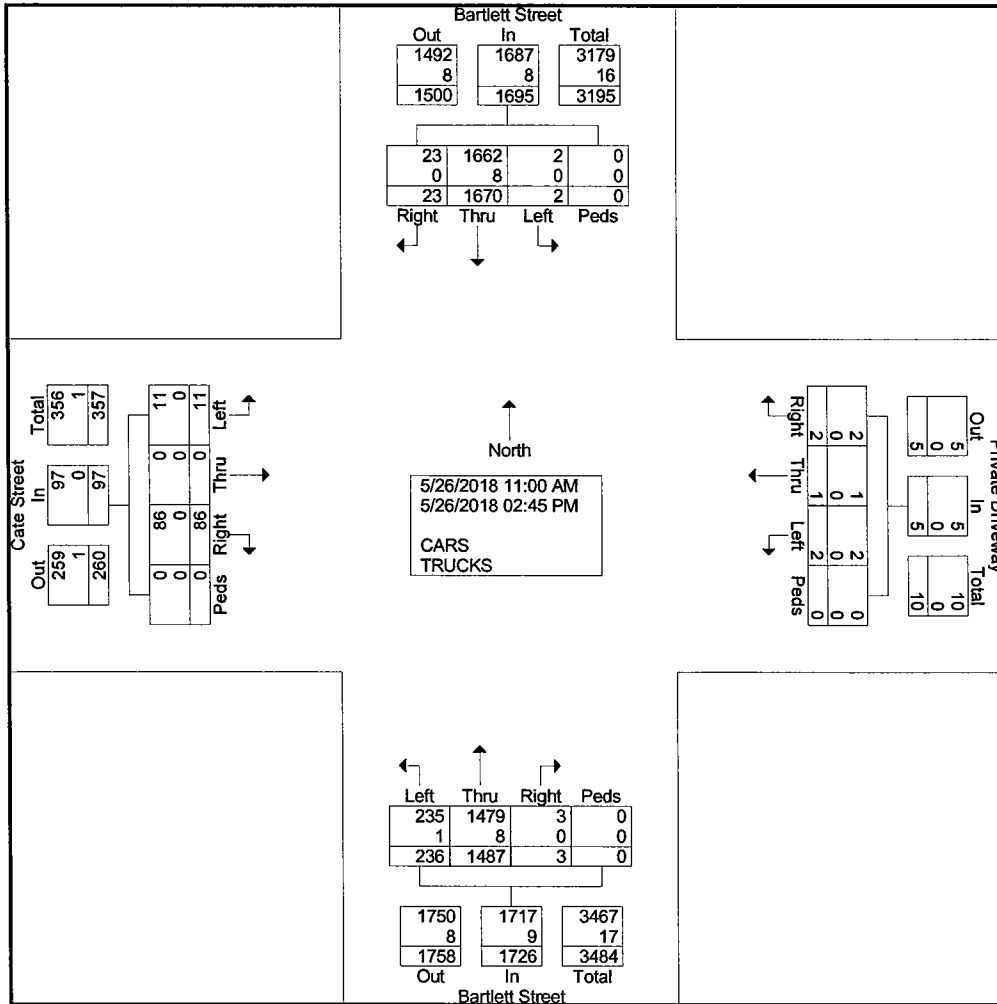 Bartlett Street
Out In Total
1492 1687 3179
8 8 16
1500 1695 3195
23 1662 2 0
0 8 0 0
23 1670 2 0
Right Thru Left Peds
Cate Street
Total 356 1 357
In 97 0 97
Out 259 1 260
11 0 11 Left
0 0 0 Thru
86 0 86 Right
0 0 0 Peds
North
5/26/2018 11:00 AM
5/26/2018 02:45 PM
CARS
TRUCKS
Right 2 0 2
Thru 1 0 1
Left 2 0 2
Peds 0 0 0
Out 5 0 5
In 5 0 5
Total 10 0 10
Private Driveway
Left Thru Right Peds
235 1479 3 0
1 8 0 0
236 1487 3 0
1750 1717 3467
8 9 17
1758 1726 3484
Out In Total
Bartlett Street